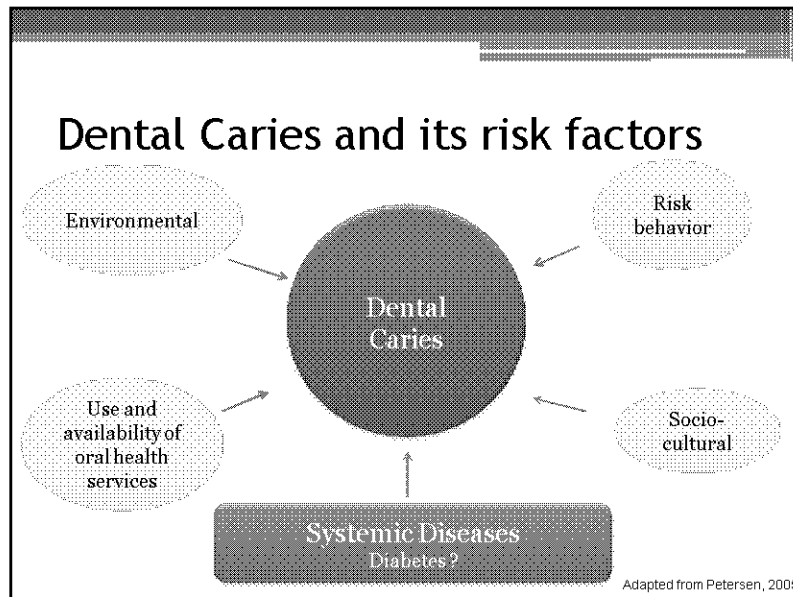 Dental Caries and its risk factors
Environmental
Risk
behavior
Dental
Caries
Use and
availability of
oral health
services
Socio-
cultural
Systemic Diseases
Diabetes ?
Adapted from Petersen,